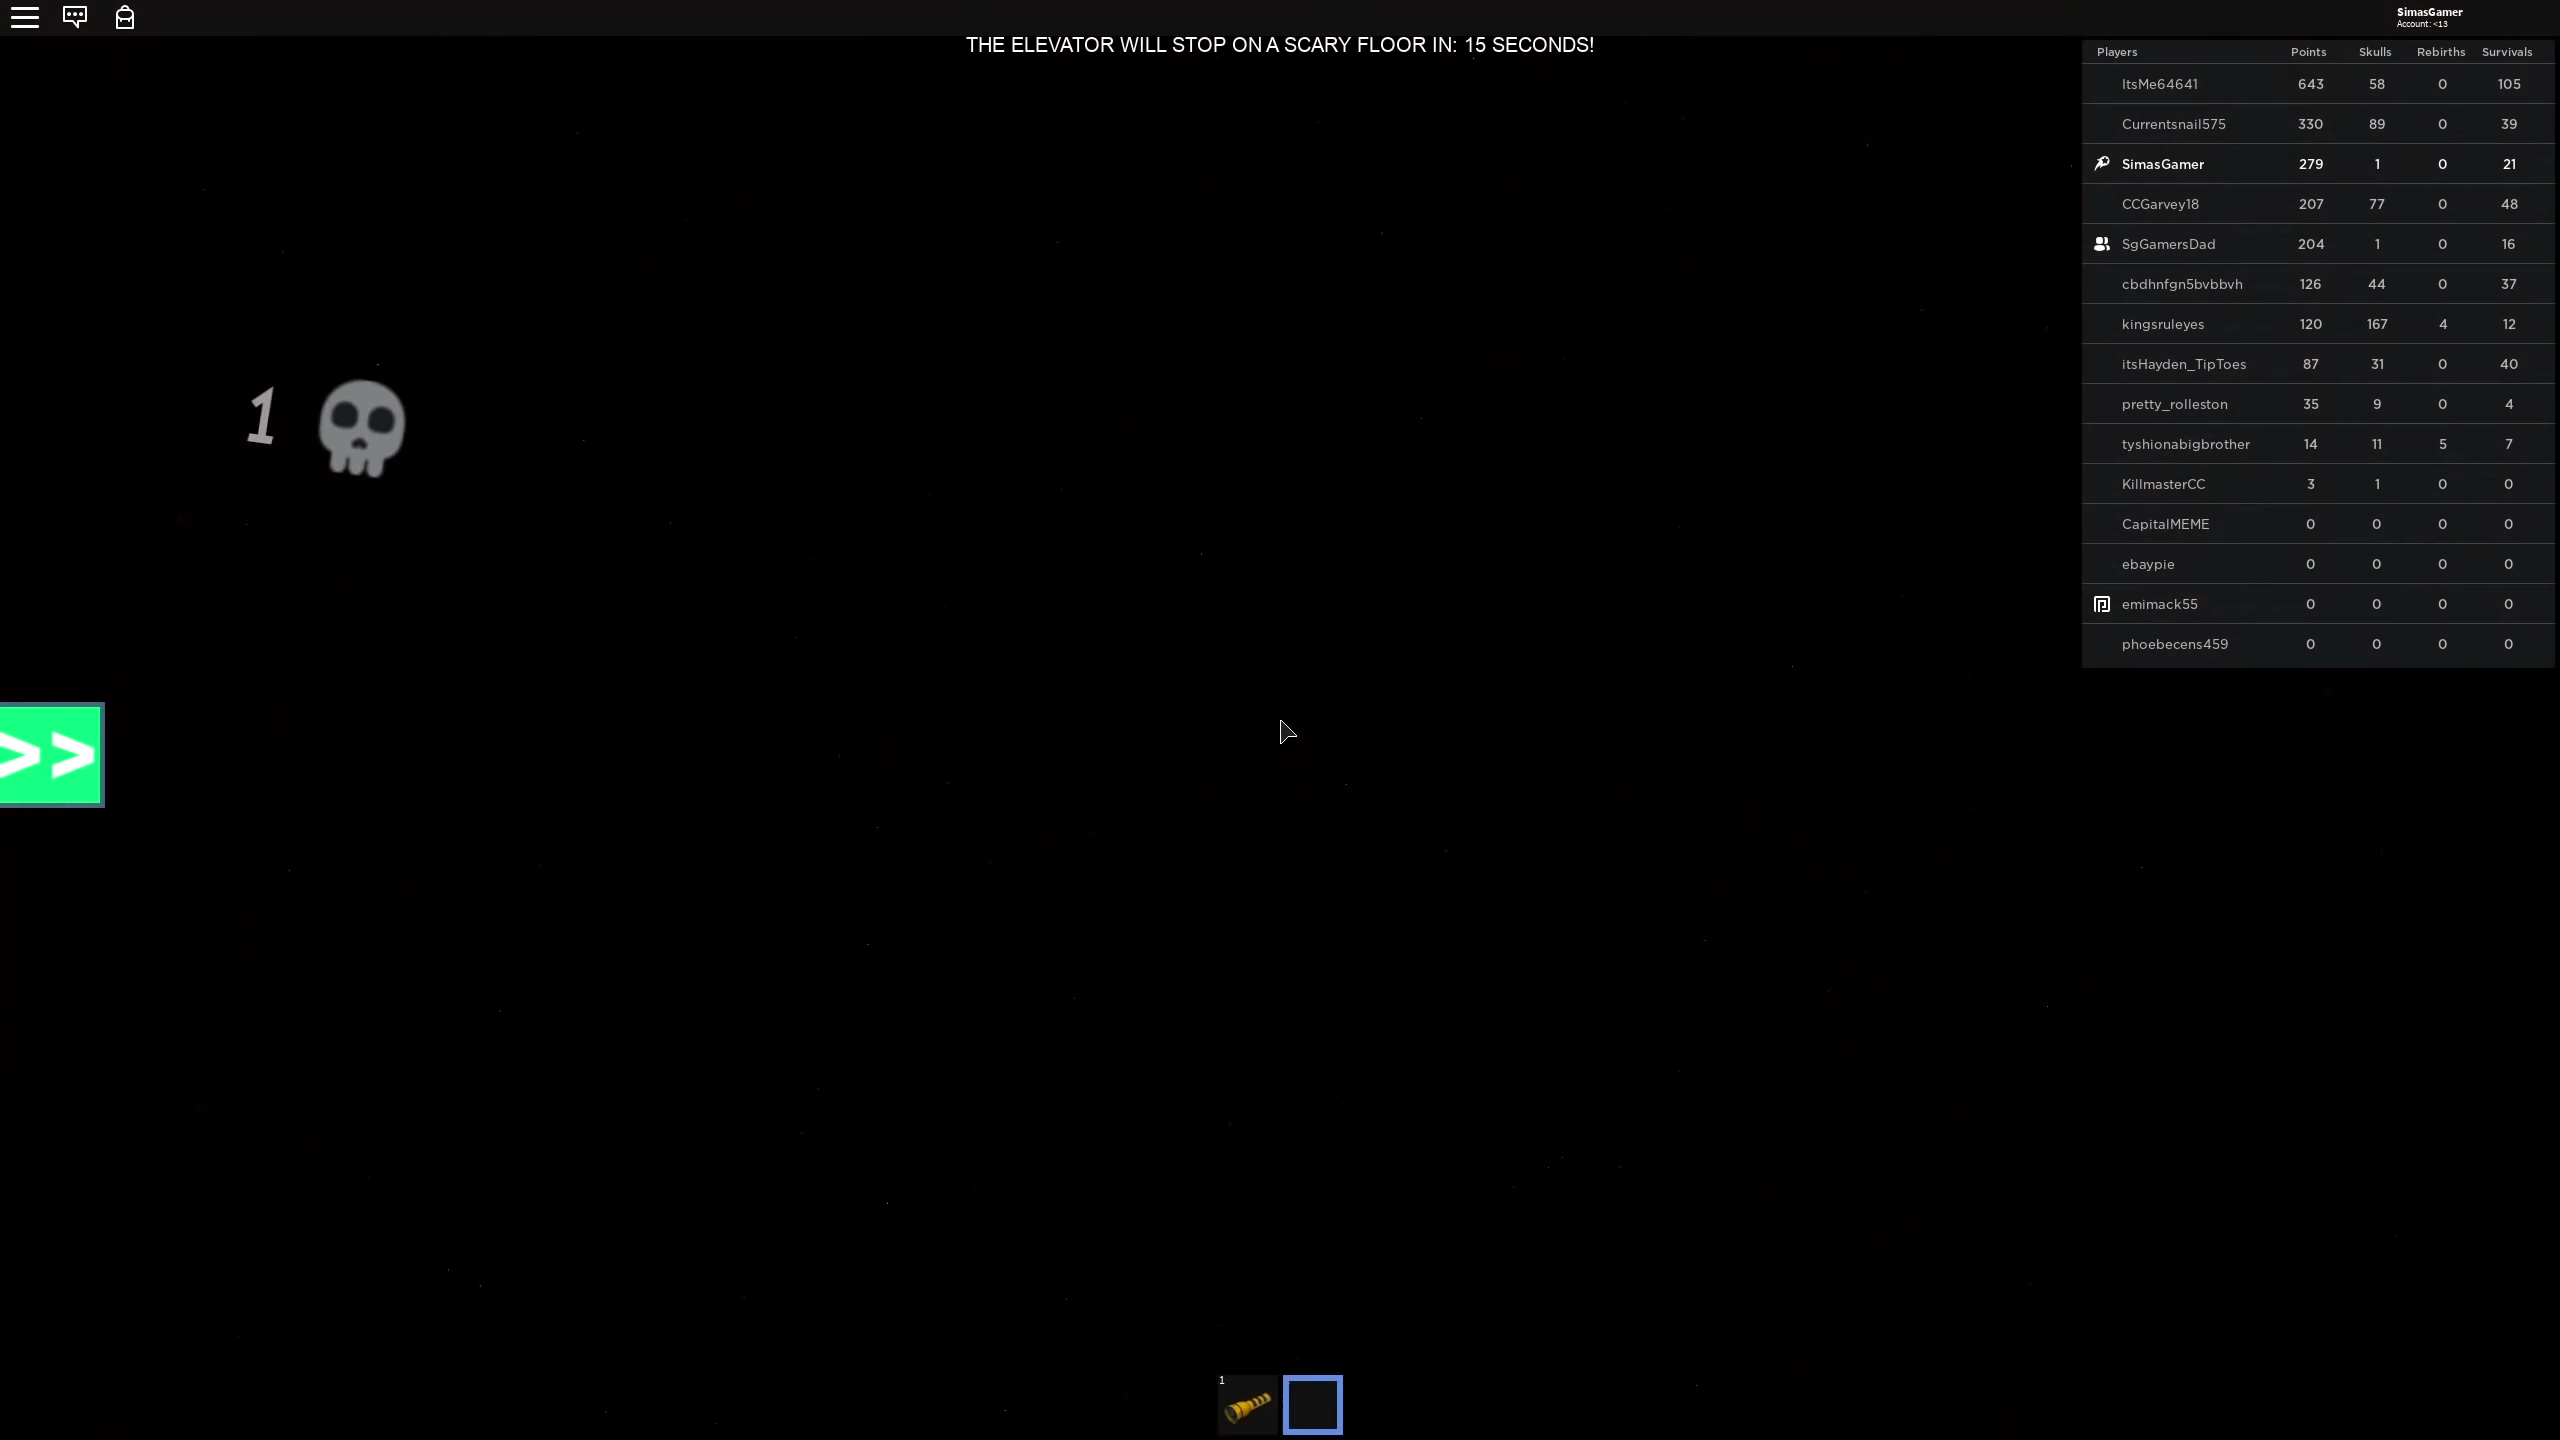 SimasGamer
Account: <13
THE ELEVATOR WILL STOP ON A SCARY FLOOR IN: 15 SECONDS!
Players Points Skulls Rebirths Survivals
ItsMe64641 643 58 0 105
Currentsnail575 330 89 0 39
SimasGamer 279 1 0 21
CCGarvey18 207 77 0 48
SgGamersDad 204 1 0 16
cbdhnfgn5bvbbvh 126 44 0 37
kingsruleyes 120 167 4 12
itsHayden_TipToes 87 31 0 40
pretty_rolleston 35 9 0 4
tyshionabigbrother 14 11 5 7
KillmasterCC 3 1 0 0
CapitalMEME 0 0 0 0
ebaypie 0 0 0 0
emimack55 0 0 0 0
phoebecens459 0 0 0 0
1
>>
1